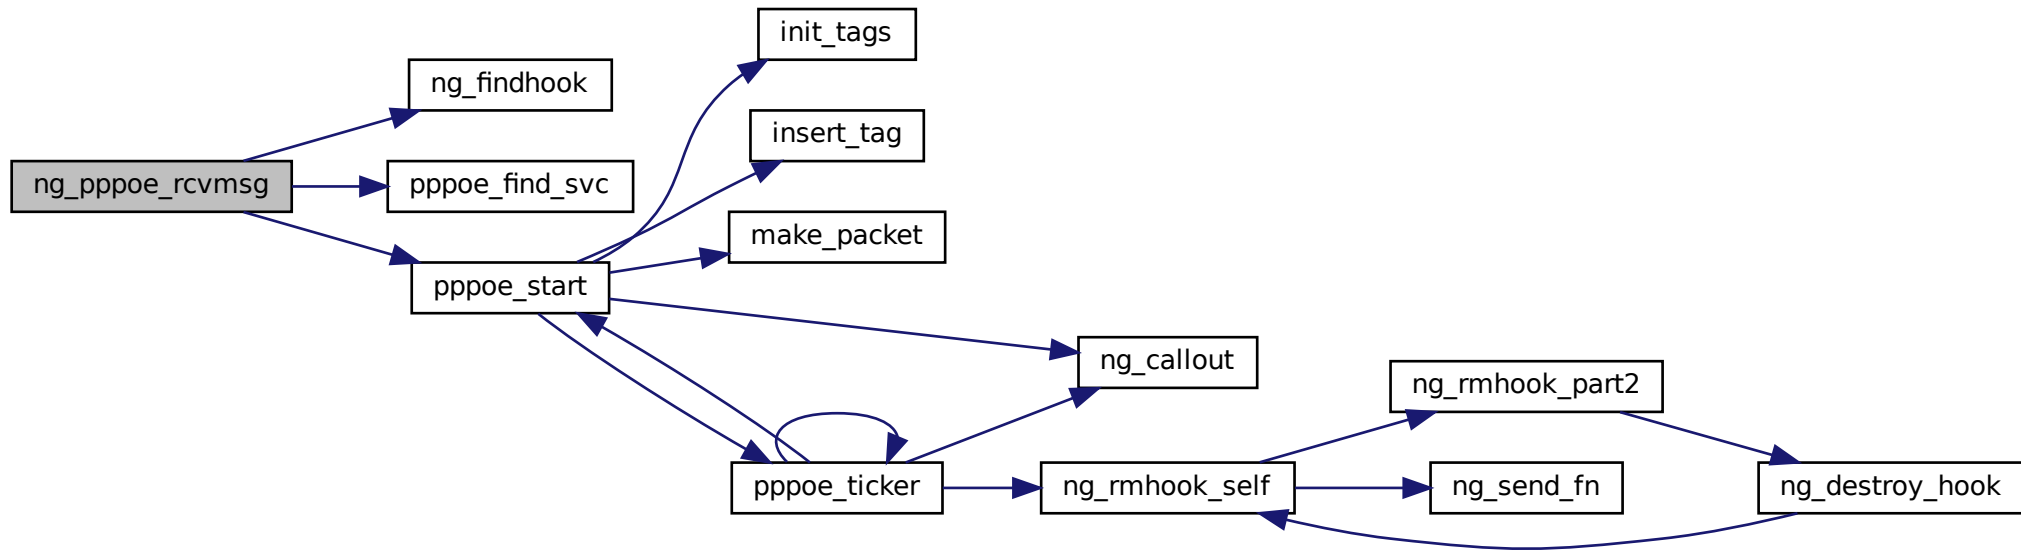 init_tags
ng_findhook
insert_tag
ng_pppoe_rcvmsg
pppoe_find_svc
make_packet
pppoe_start
ng_callout
ng_rmhook_part2
pppoe_ticker
ng_rmhook_self
ng_send_fn
ng_destroy_hook